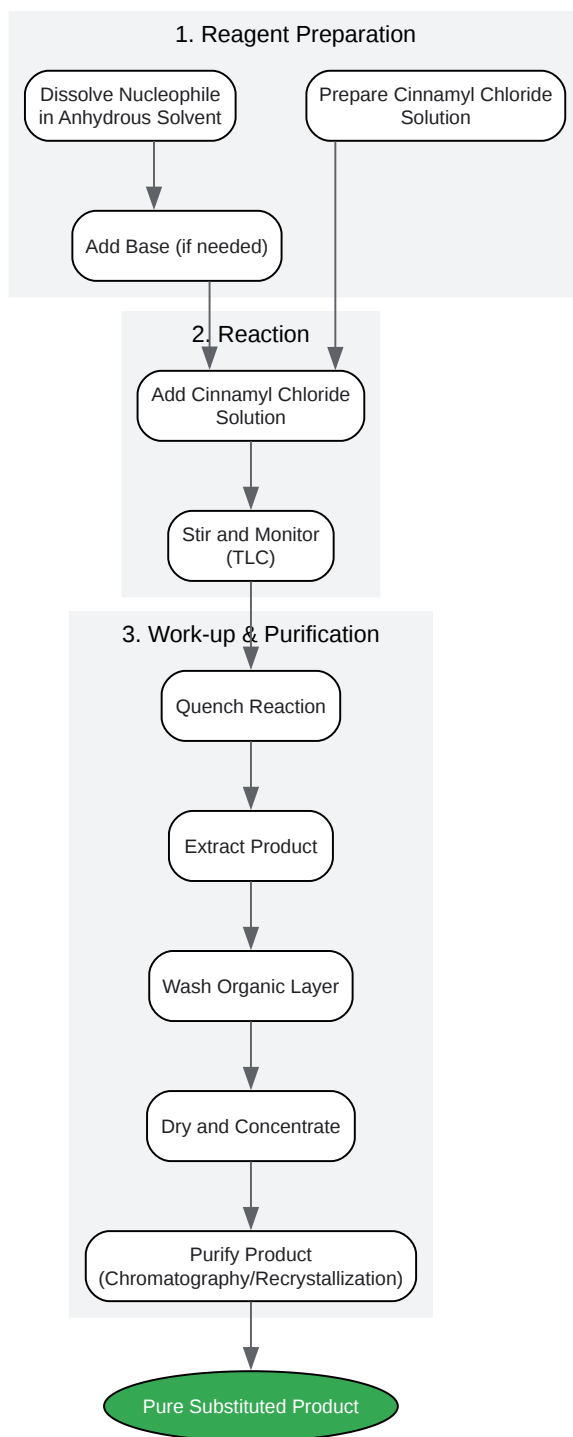 1. Reagent Preparation
Dissolve Nucleophile
in Anhydrous Solvent
Prepare Cinnamyl Chloride
Solution
Add Base (if needed)
2. Reaction
Add Cinnamyl Chloride
Solution
Stir and Monitor
(TLC)
3. Work-up & Purification
Quench Reaction
Extract Product
Wash Organic Layer
Dry and Concentrate
Purify Product
(Chromatography/Recrystallization)
Pure Substituted Product